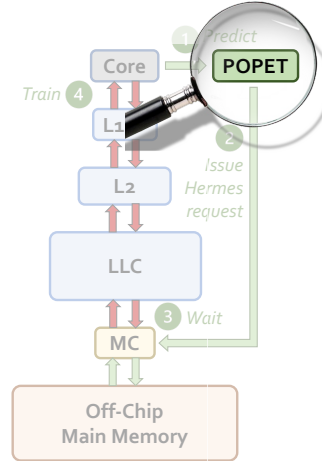 1 Predict
Core
POPET
Train 4
L1
2
Issue
Hermes
request
L2
LLC
3 Wait
MC
Off-Chip
Main Memory